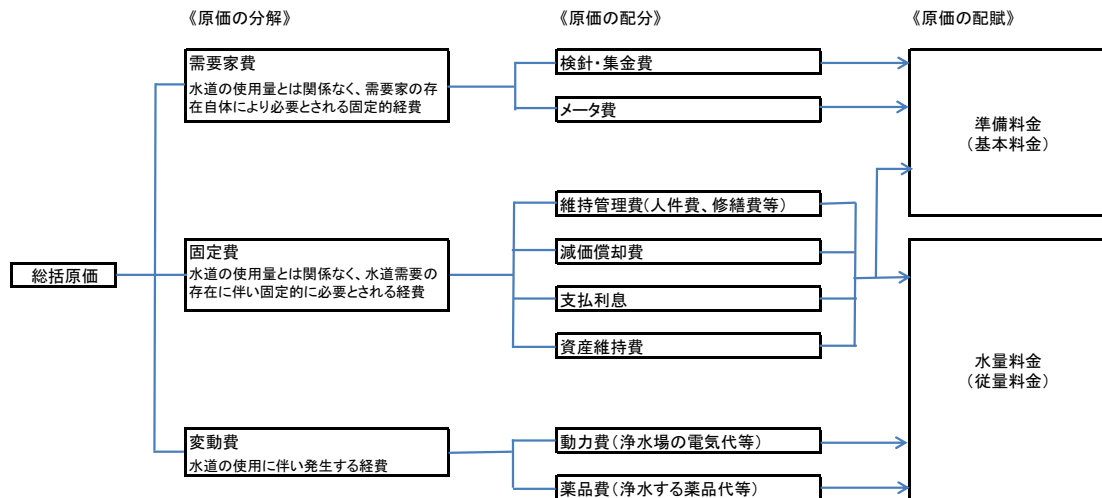 《原価の分解》
《原価の配分》
《原価の配賦》
総括原価
需要家費
水道の使用量とは関係なく、需要家の存
在自体により必要とされる固定的経費
固定費
水道の使用量とは関係なく、水道需要の
存在に伴い固定的に必要とされる経費
変動費
水道の使用に伴い発生する経費
検針・集金費
メータ費
維持管理費(人件費、修繕費等)
減価償却費
支払利息
資産維持費
動力費(浄水場の電気代等)
薬品費(浄水する薬品代等)
準備料金
(基本料金)
水量料金
(従量料金)